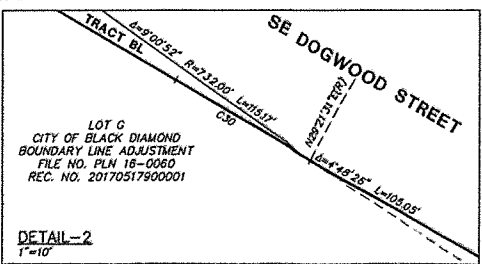 SE DOGWOOD STREET
TRACT BL
Δ=9°00'52" R=732.00' L=115.17'
C30
N29°21'31"E(R)
Δ=4°48'26" L=105.05'
LOT G
CITY OF BLACK DIAMOND
BOUNDARY LINE ADJUSTMENT
FILE NO. PLN 16-0060
REC. NO. 20170517900001
DETAIL-2
1"=10'